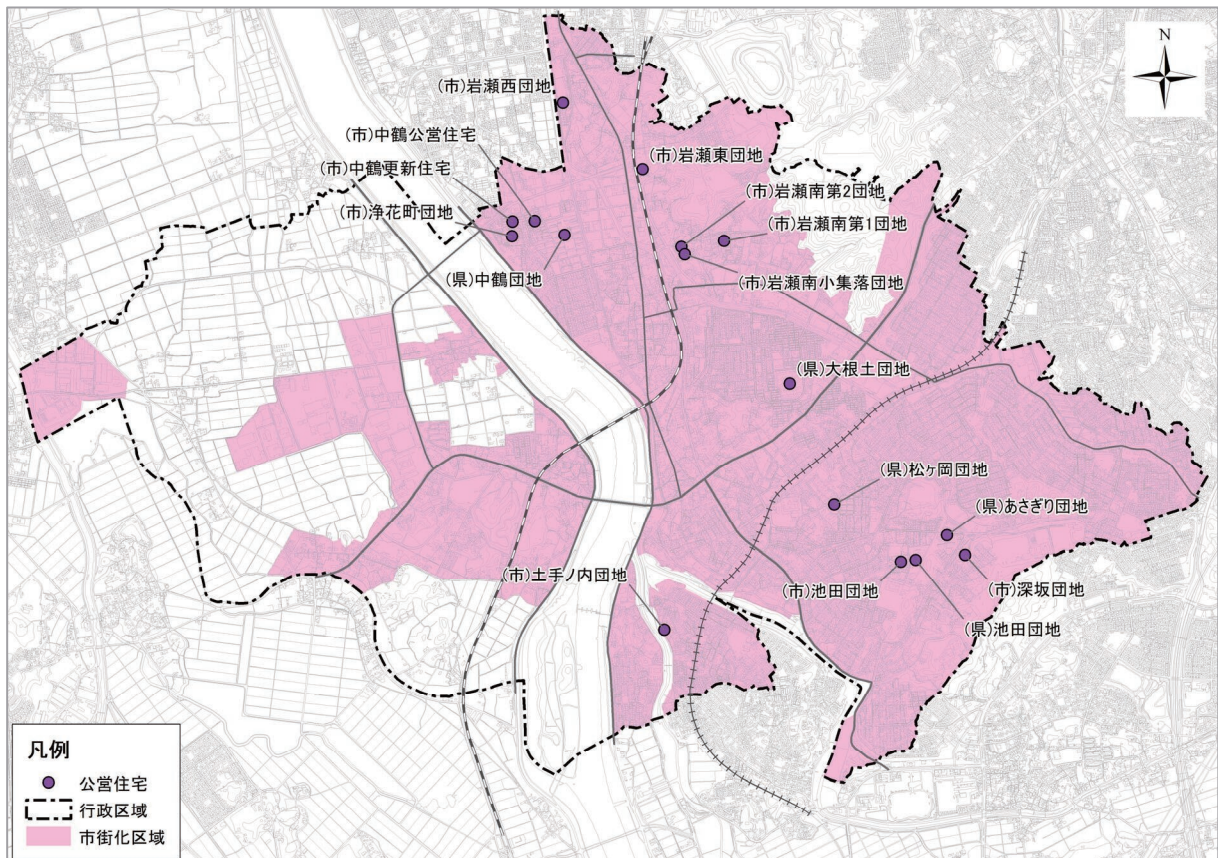 N
(市)岩瀬西団地
(市)中鶴公営住宅
(市)岩瀬東団地
(市)中鶴更新住宅
(市)岩瀬南第2団地
(市)浄花町団地
(市)岩瀬南第1団地
(県)中鶴団地
(市)岩瀬南小集落団地
(県)大根土団地
(県)松ヶ岡団地
(県)あさぎり団地
(市)土手ノ内団地
(市)池田団地
(市)深坂団地
(県)池田団地
凡例
公営住宅
行政区域
市街化区域